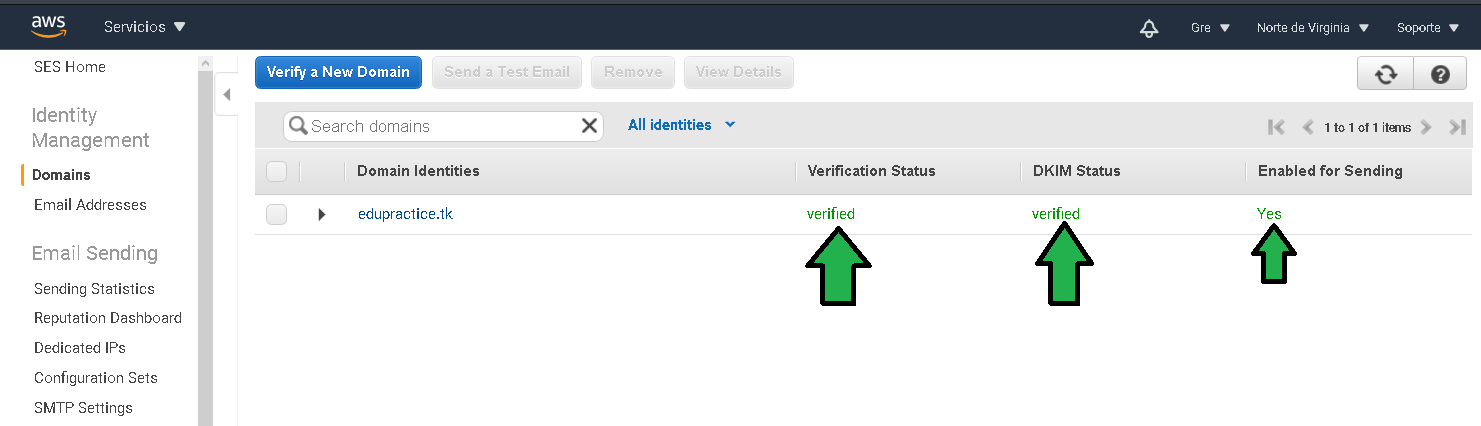 aws Servicios Gre Norte de Virginia Soporte
SES Home
Identity
Management
Domains
Email Addresses
Email Sending
Sending Statistics
Reputation Dashboard
Dedicated IPs
Configuration Sets
SMTP Settings
Verify a New Domain Send a Test Email Remove View Details ?
Search domains All identities 1 to 1 of 1 items
Domain Identities Verification Status DKIM Status Enabled for Sending
edupractice.tk verified verified Yes